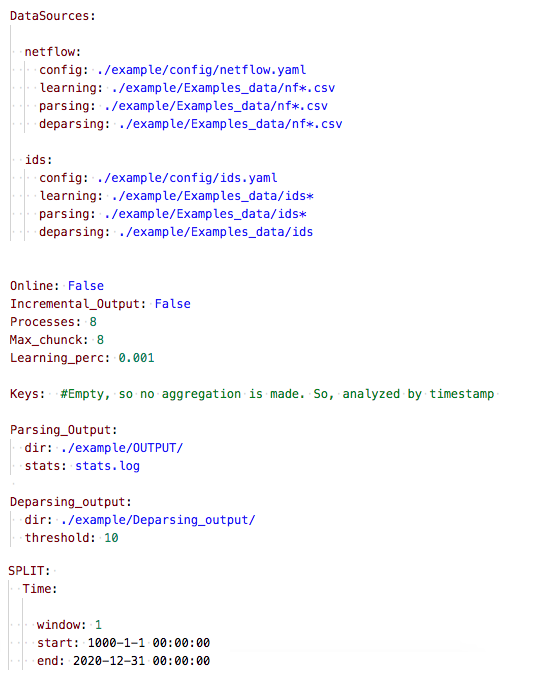 DataSources:
netflow:
config: ./example/config/netflow.yaml
learning: ./example/Examples_data/nf*.csv
parsing: ./example/Examples_data/nf*.csv
deparsing: ./example/Examples_data/nf*.csv
ids:
config: ./example/config/ids.yaml
learning: ./example/Examples_data/ids*
parsing: ./example/Examples_data/ids*
deparsing: ./example/Examples_data/ids
Online: False
Incremental_Output: False
Processes: 8
Max_chunck: 8
Learning_perc: 0.001
Keys: #Empty, so no aggregation is made. So, analyzed by timestamp
Parsing_Output:
dir: ./example/OUTPUT/
stats: stats.log
Deparsing_output:
dir: ./example/Deparsing_output/
threshold: 10
SPLIT:
Time:
window: 1
start: 1000-1-1 00:00:00
end: 2020-12-31 00:00:00